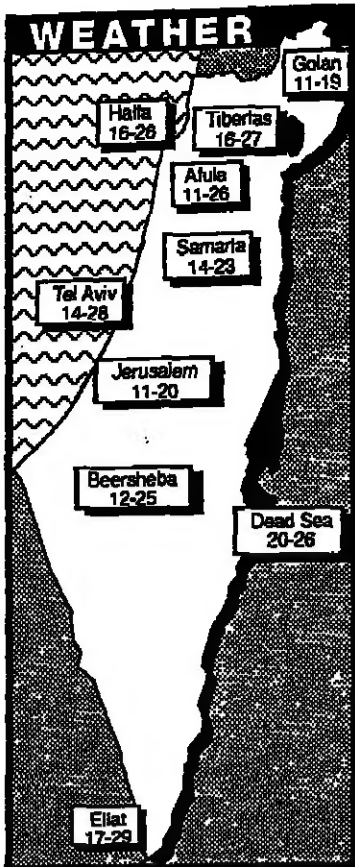 WEATHER
Golan
11-19
Haifa
16-26
Tiberias
16-27
Afula
11-26
Samaria
14-23
Tel Aviv
14-28
Jerusalem
11-20
Beersheba
12-25
Dead Sea
20-26
Eilat
17-29